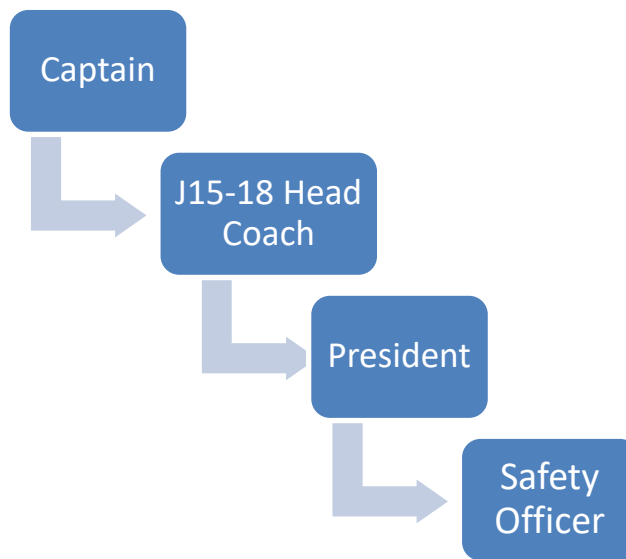 Captain
J15-18 Head
Coach
President
Safety
Officer